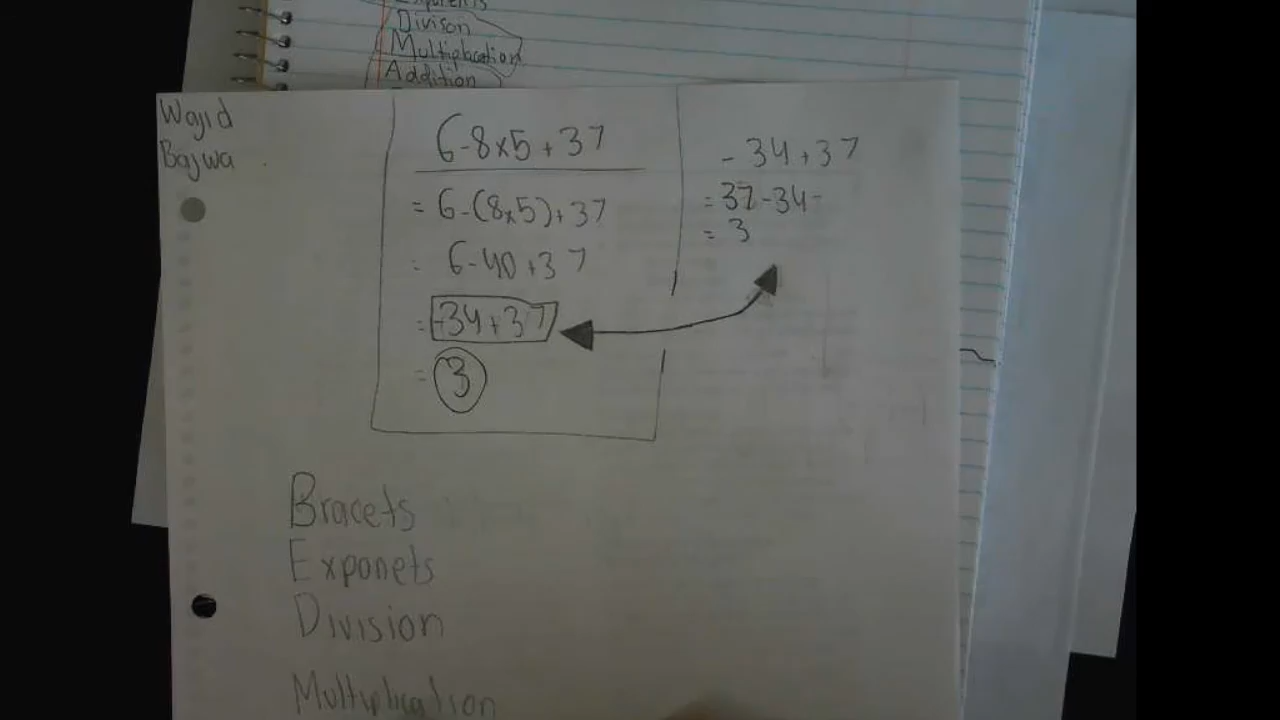 Divison
Multiplication
Addition
Wajid
Bajwa
6-8x5+37
= 6-(8x5)+37
= 6-40+37
= -34+37
= 3
-34+37
= 37-34=
= 3
Bracets
Exponets
Division
Multiplication